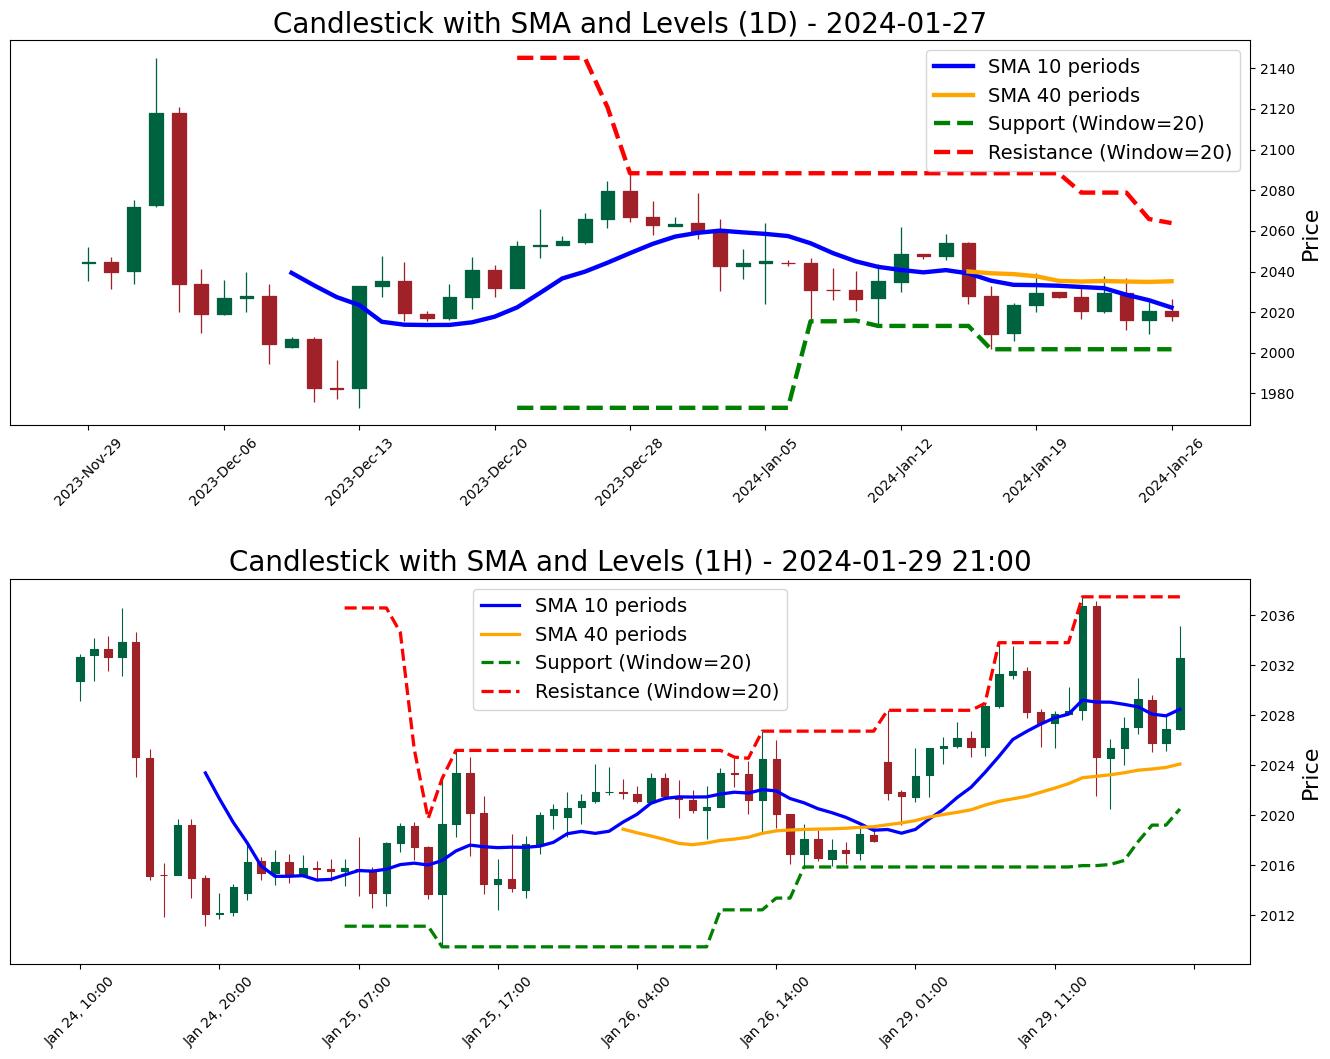 Candlestick with SMA and Levels (1D) - 2024-01-27
SMA 10 periods
SMA 40 periods
Support (Window=20)
Resistance (Window=20)
2140
2120
2100
2080
2060
2040
2020
2000
1980
Price
2023-Nov-29
2023-Dec-06
2023-Dec-13
2023-Dec-20
2023-Dec-28
2024-Jan-05
2024-Jan-12
2024-Jan-19
2024-Jan-26
Candlestick with SMA and Levels (1H) - 2024-01-29 21:00
SMA 10 periods
SMA 40 periods
Support (Window=20)
Resistance (Window=20)
2036
2032
2028
2024
2020
2016
2012
Price
Jan 24, 10:00
Jan 24, 20:00
Jan 25, 07:00
Jan 25, 17:00
Jan 26, 04:00
Jan 26, 14:00
Jan 29, 01:00
Jan 29, 11:00